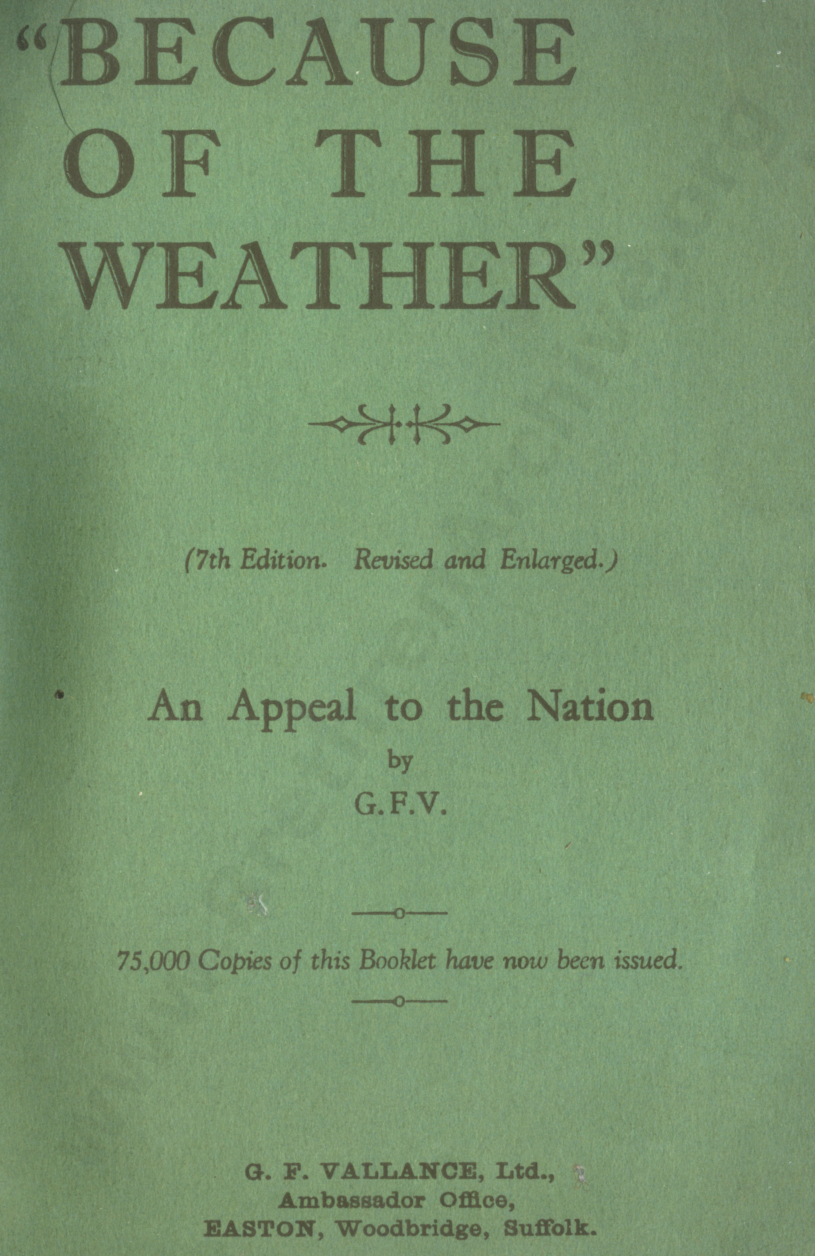 “BECAUSE
OF THE
WEATHER”
(7th Edition. Revised and Enlarged.)
An Appeal to the Nation
by
G.F.V.
75,000 Copies of this Booklet have now been issued.
G. F. VALLANCE, Ltd.,
Ambassador Office,
EASTON, Woodbridge, Suffolk.